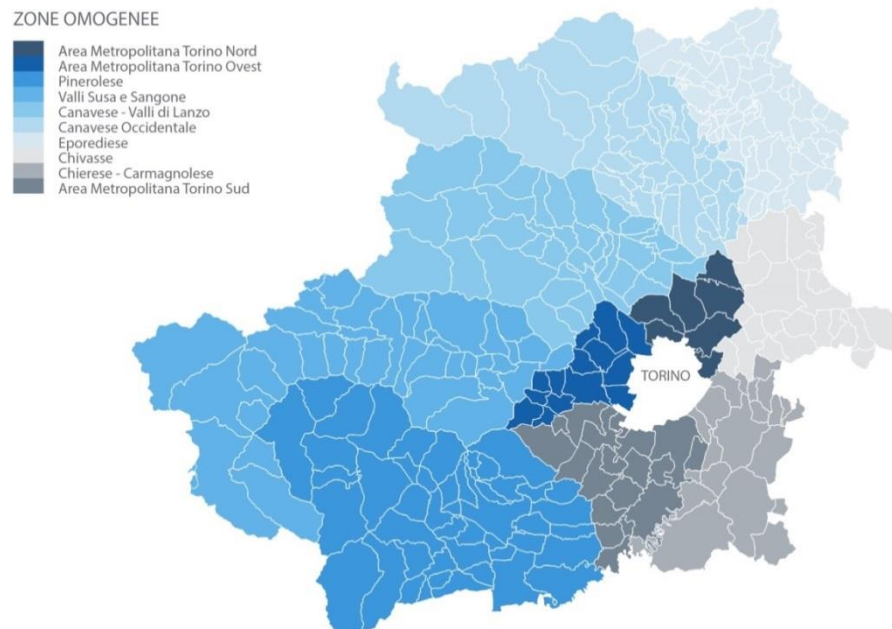 ZONE OMOGENEE
Area Metropolitana Torino Nord
Area Metropolitana Torino Ovest
Pinerolese
Valli Susa e Sangone
Canavese - Valli di Lanzo
Canavese Occidentale
Eporediese
Chivasse
Chierese - Carmagnolese
Area Metropolitana Torino Sud
TORINO